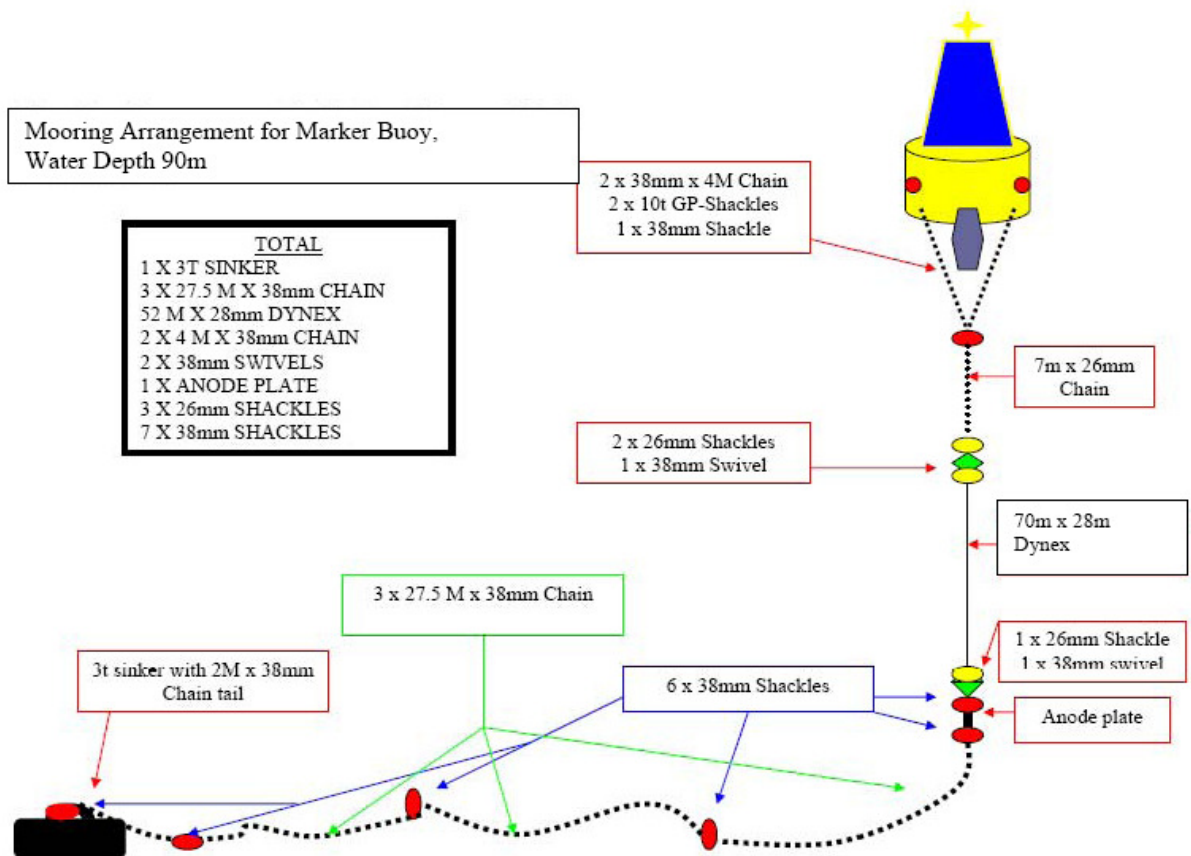 Mooring Arrangement for Marker Buoy,
Water Depth 90m
TOTAL
1 X 3T SINKER
3 X 27.5 M X 38mm CHAIN
52 M X 28mm DYNEX
2 X 4 M X 38mm CHAIN
2 X 38mm SWIVELS
1 X ANODE PLATE
3 X 26mm SHACKLES
7 X 38mm SHACKLES
2 x 38mm x 4M Chain
2 x 10t GP-Shackles
1 x 38mm Shackle
7m x 26mm
Chain
2 x 26mm Shackles
1 x 38mm Swivel
70m x 28m
Dynex
3 x 27.5 M x 38mm Chain
1 x 26mm Shackle
1 x 38mm swivel
3t sinker with 2M x 38mm
Chain tail
6 x 38mm Shackles
Anode plate